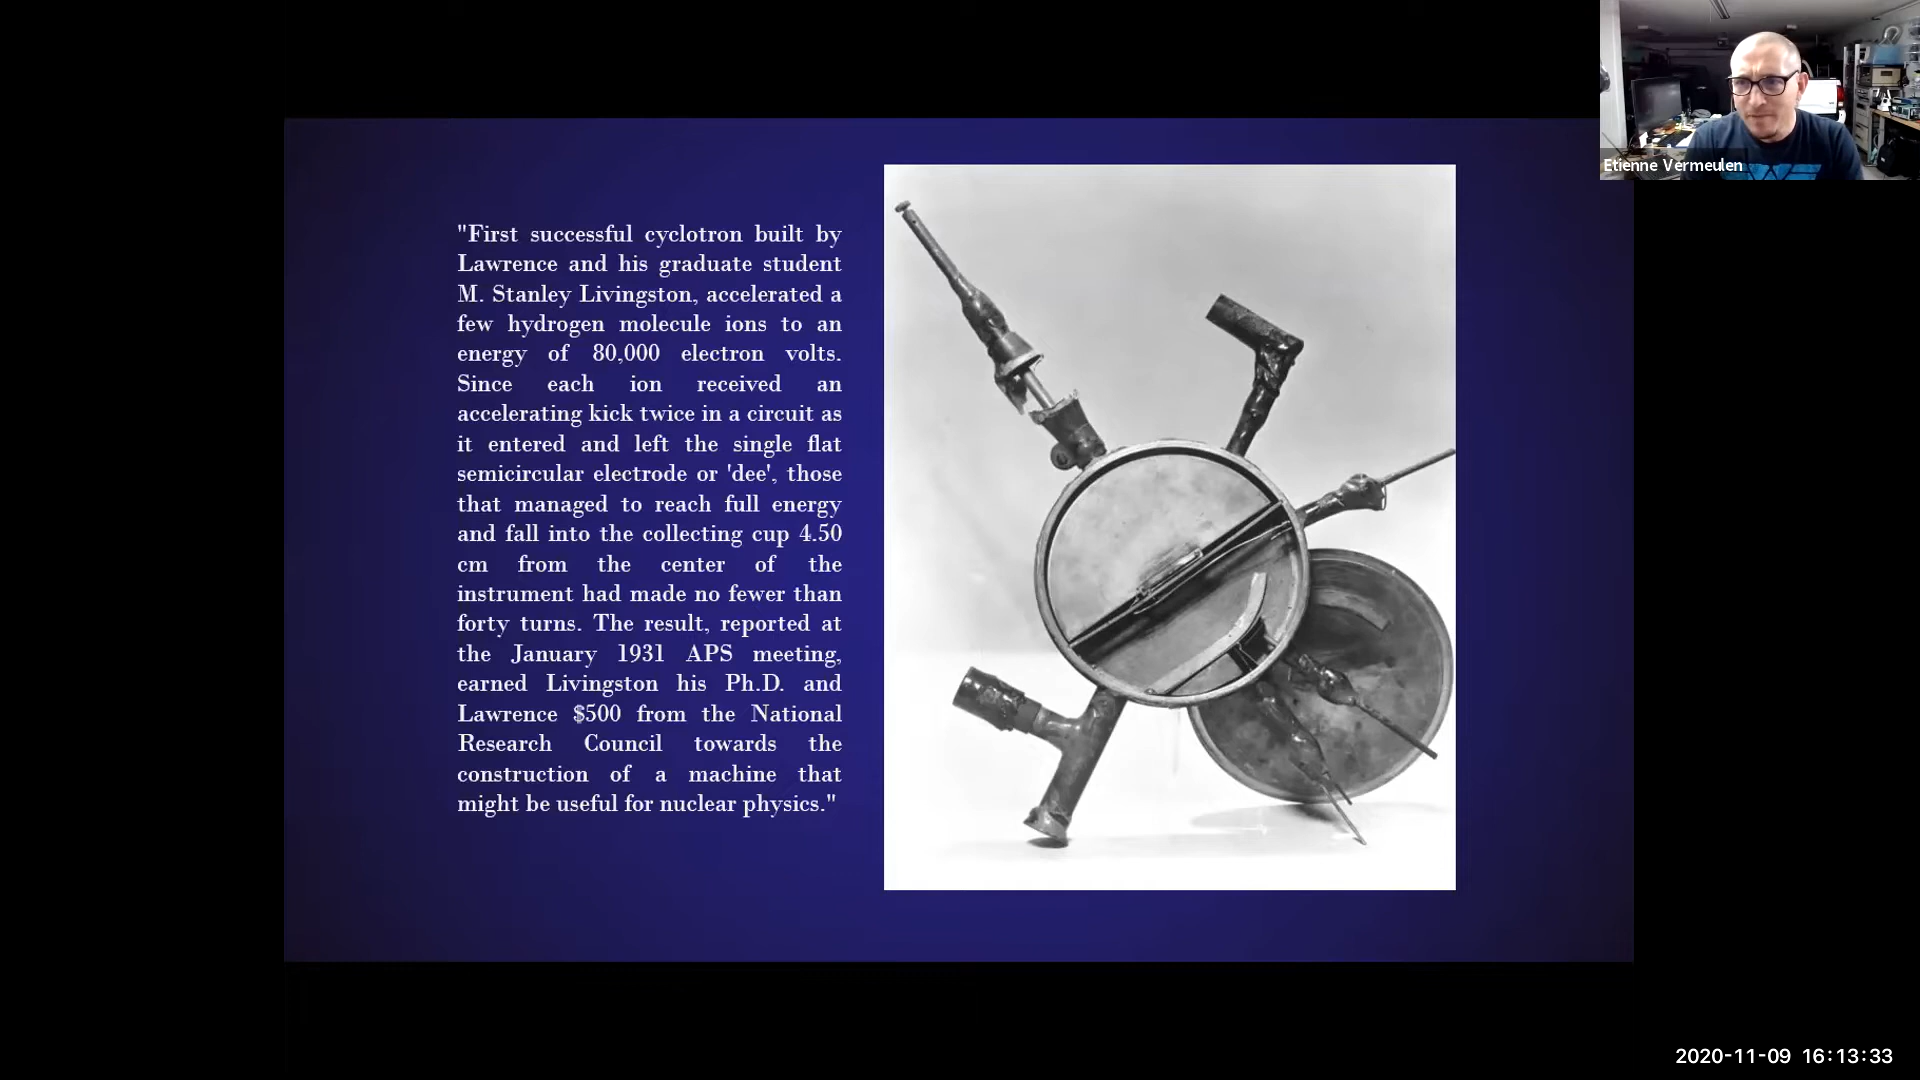 "First successful cyclotron built by
Lawrence and his graduate student
M. Stanley Livingston, accelerated a
few hydrogen molecule ions to an
energy of 80,000 electron volts.
Since each ion received an
accelerating kick twice in a circuit as
it entered and left the single flat
semicircular electrode or 'dee', those
that managed to reach full energy
and fall into the collecting cup 4.50
cm from the center of the
instrument had made no fewer than
forty turns. The result, reported at
the January 1931 APS meeting,
earned Livingston his Ph.D. and
Lawrence $500 from the National
Research Council towards the
construction of a machine that
might be useful for nuclear physics."
Etienne Vermeulen
2020-11-09 16:13:33